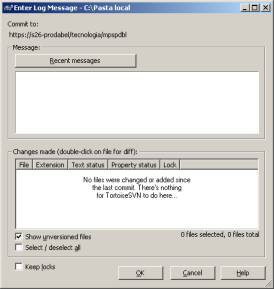 Enter Log Message - C:\Pasta local
Commit to:
https://s26-prodabel/tecnologia/mpspdbl
Message:
Recent messages
Changes made (double-click on file for diff):
File Extension Text status Property status Lock
No files were changed or added since
the last commit. There's nothing
for TortoiseSVN to do here...
Show unversioned files
0 files selected, 0 files total
Select / deselect all
Keep locks
OK Cancel Help